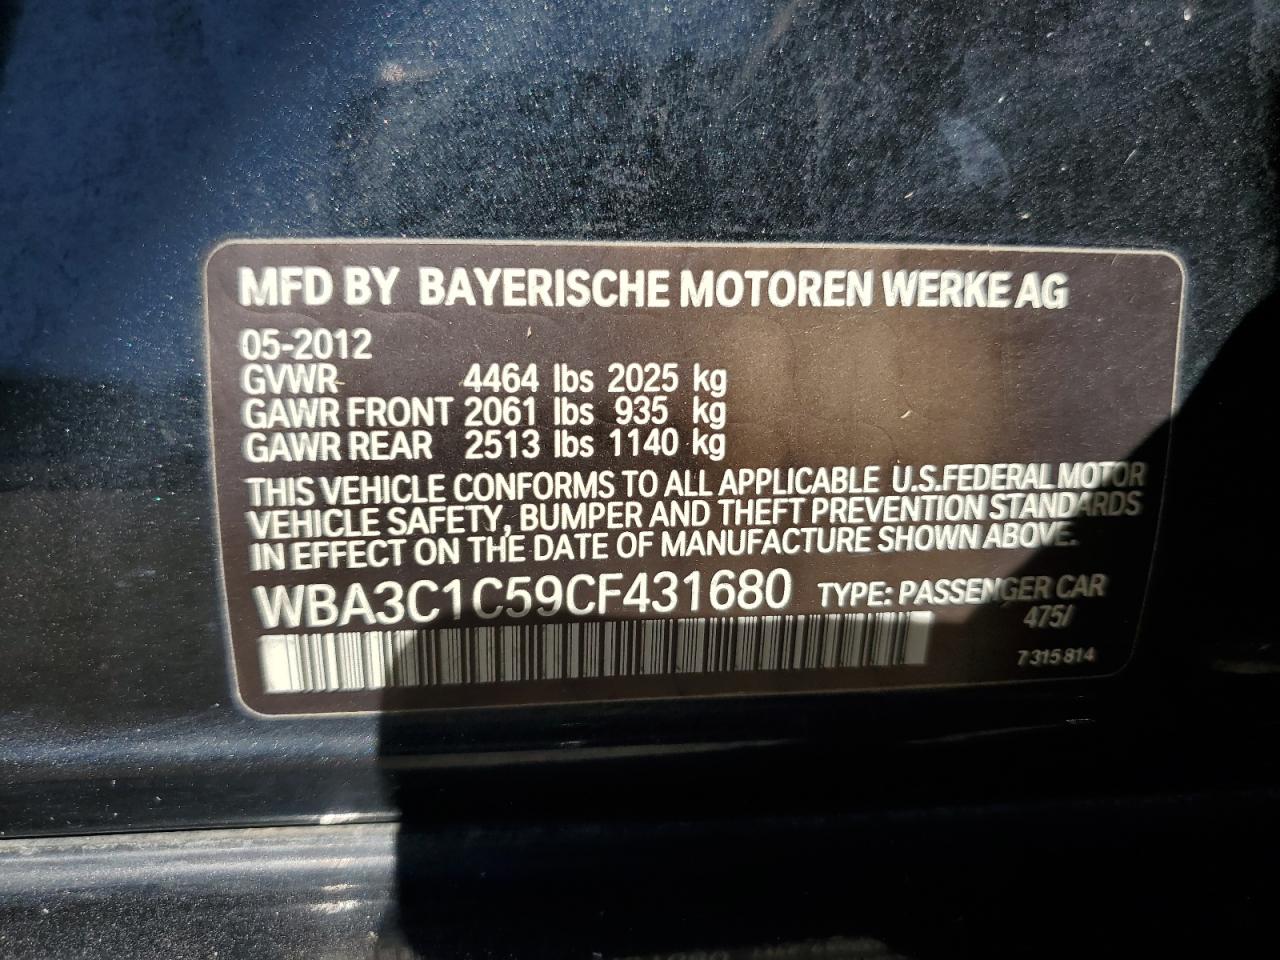 MFD BY BAYERISCHE MOTOREN WERKE AG
05-2012
GVWR 4464 lbs 2025 kg
GAWR FRONT 2061 lbs 935 kg
GAWR REAR 2513 lbs 1140 kg
THIS VEHICLE CONFORMS TO ALL APPLICABLE U.S.FEDERAL MOTOR
VEHICLE SAFETY, BUMPER AND THEFT PREVENTION STANDARDS
IN EFFECT ON THE DATE OF MANUFACTURE SHOWN ABOVE.
WBA3C1C59CF431680 TYPE: PASSENGER CAR
475/
7 315 814